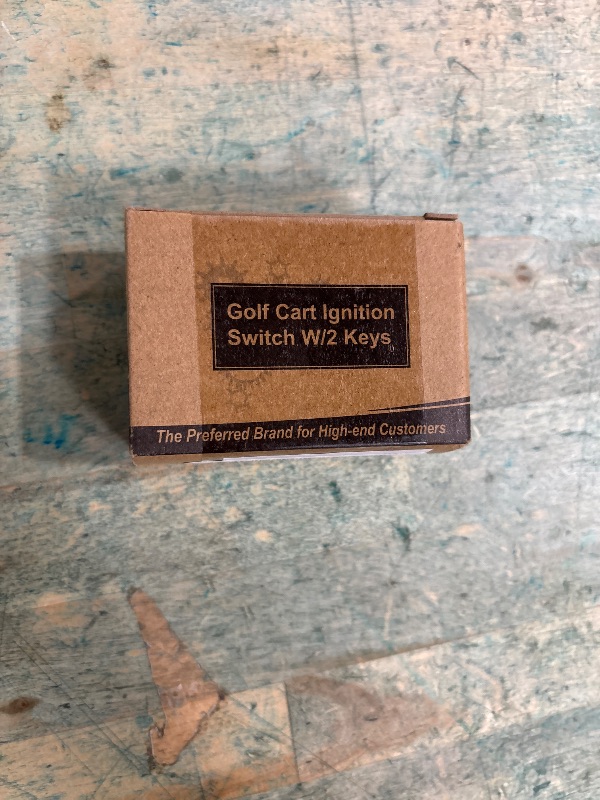 Golf Cart Ignition
Switch W/2 Keys
The Preferred Brand for High-end Customers